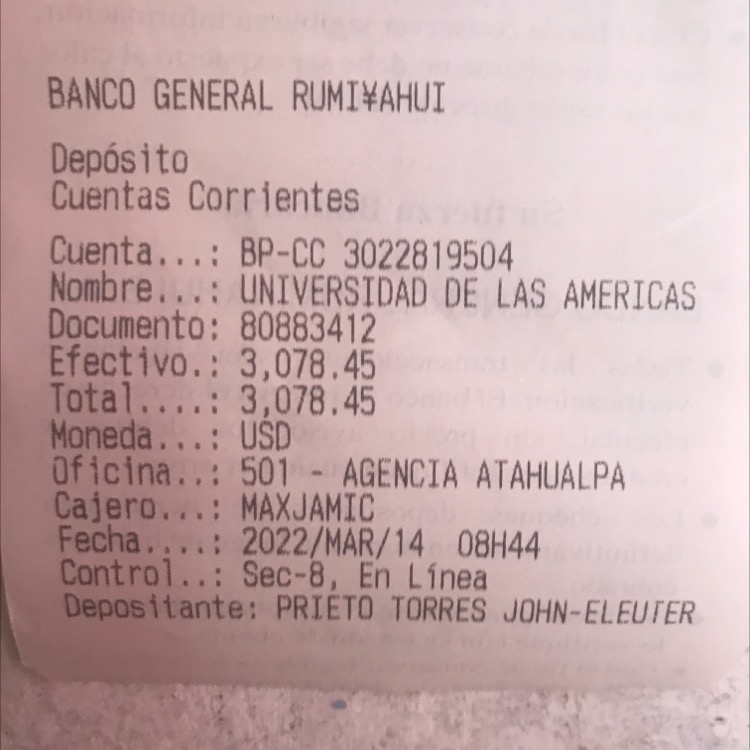 BANCO GENERAL RUMI¥AHUI
Depósito
Cuentas Corrientes
Cuenta...: BP-CC 3022819504
Nombre...: UNIVERSIDAD DE LAS AMERICAS
Documento: 80883412
Efectivo.: 3,078.45
Total....: 3,078.45
Moneda...: USD
Oficina..: 501 - AGENCIA ATAHUALPA
Cajero...: MAXJAMIC
Fecha....: 2022/MAR/14 08H44
Control..: Sec-8, En Línea
Depositante: PRIETO TORRES JOHN-ELEUTER